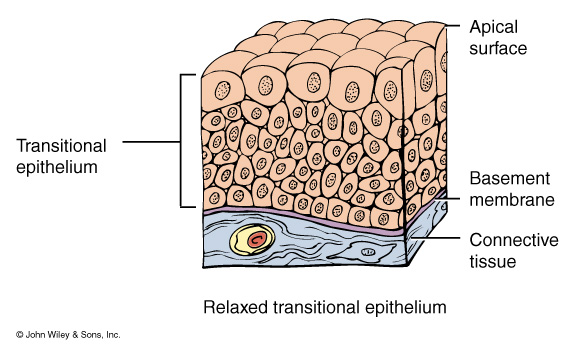 Apical
surface
Transitional
epithelium
Basement
membrane
Connective
tissue
Relaxed transitional epithelium
© John Wiley & Sons, Inc.